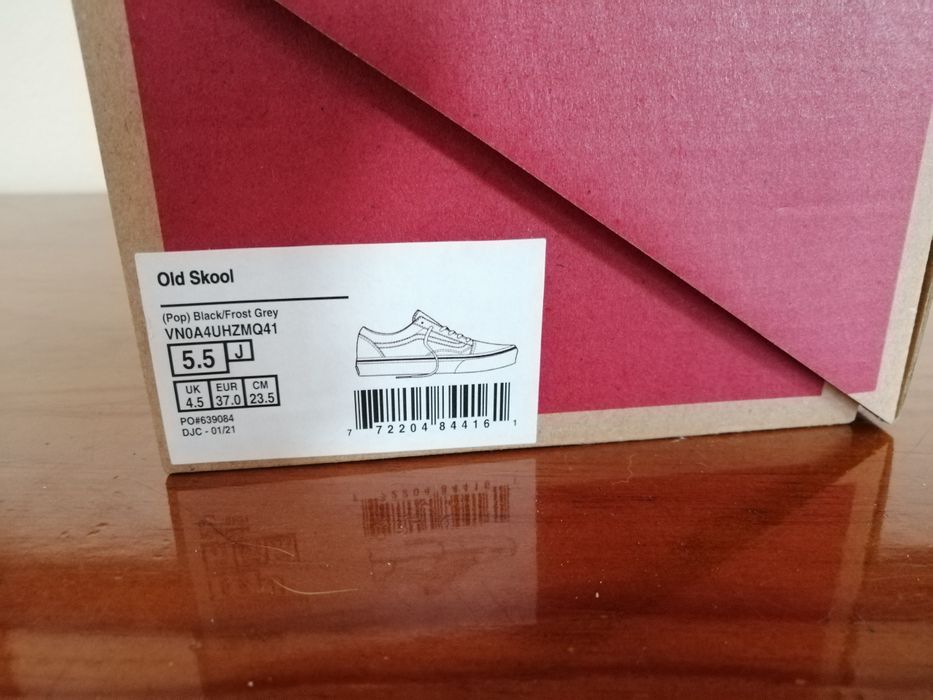 Old Skool
(Pop) Black/Frost Grey
VN0A4UHZMQ41
5.5 J
UK EUR CM
4.5 37.0 23.5
PO#639084
DJC - 01/21
7 72204 84416 1